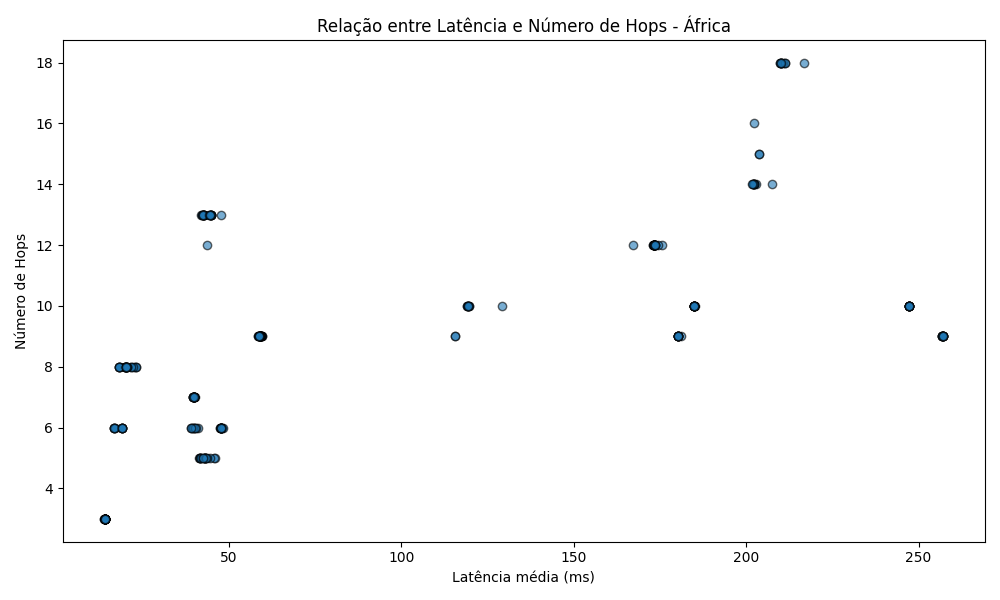 Relação entre Latência e Número de Hops - África
Número de Hops
18
16
14
12
10
8
6
4
50 100 150 200 250
Latência média (ms)